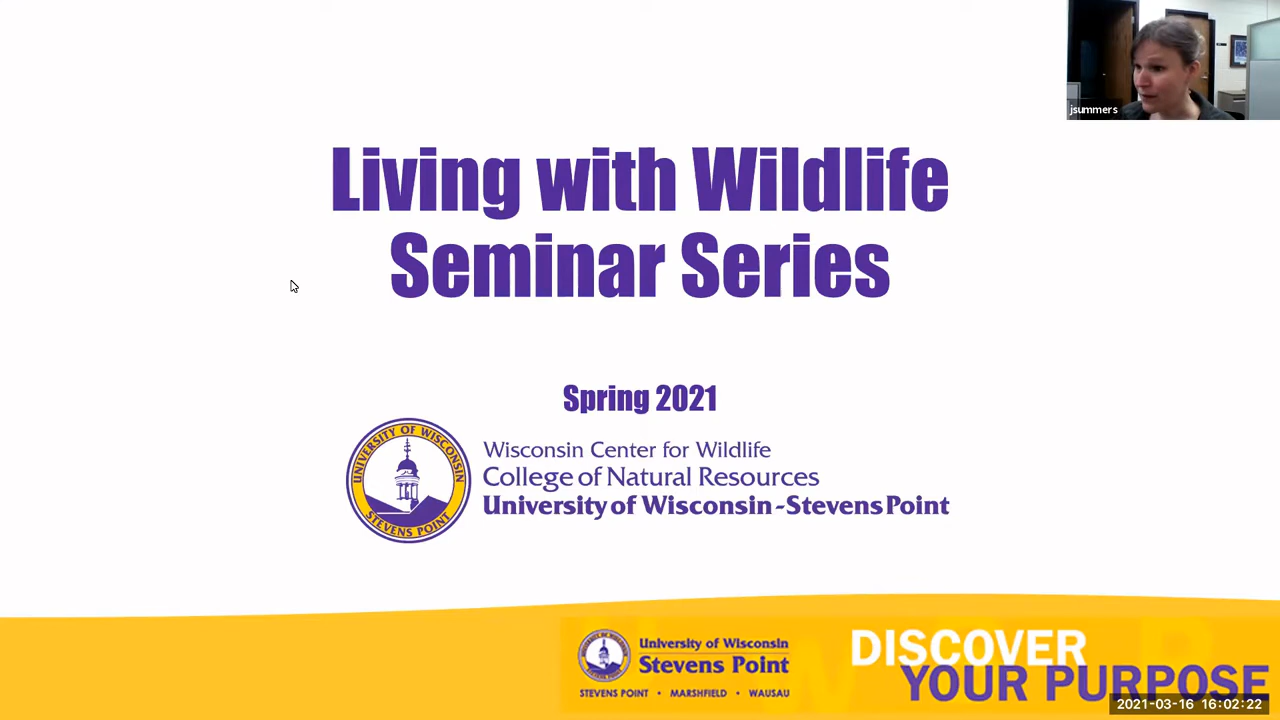 jsummers
Living with Wildlife
Seminar Series
Spring 2021
UNIVERSITY OF WISCONSIN
STEVENS POINT
Wisconsin Center for Wildlife
College of Natural Resources
University of Wisconsin-Stevens Point
University of Wisconsin
Stevens Point
STEVENS POINT • MARSHFIELD • WAUSAU
DISCOVER
YOUR PURPOSE
2021-03-16 16:02:22